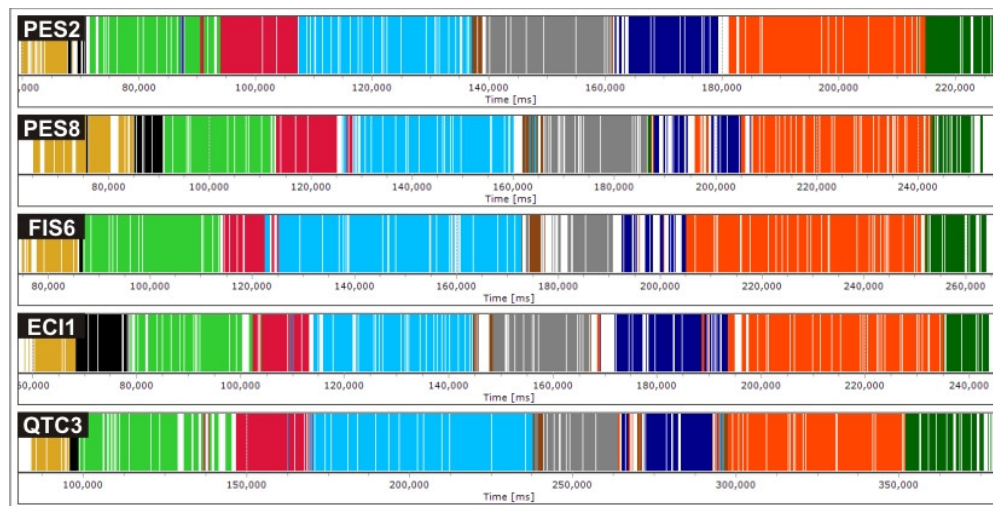 PES2
,000 80,000 100,000 120,000 140,000 160,000 180,000 200,000 220,000
Time [ms]
PES8
80,000 100,000 120,000 140,000 160,000 180,000 200,000 220,000 240,000
Time [ms]
FIS6
80,000 100,000 120,000 140,000 160,000 180,000 200,000 220,000 240,000 260,000
Time [ms]
ECI1
60,000 80,000 100,000 120,000 140,000 160,000 180,000 200,000 220,000 240,000
Time [ms]
QTC3
100,000 150,000 200,000 250,000 300,000 350,000
Time [ms]